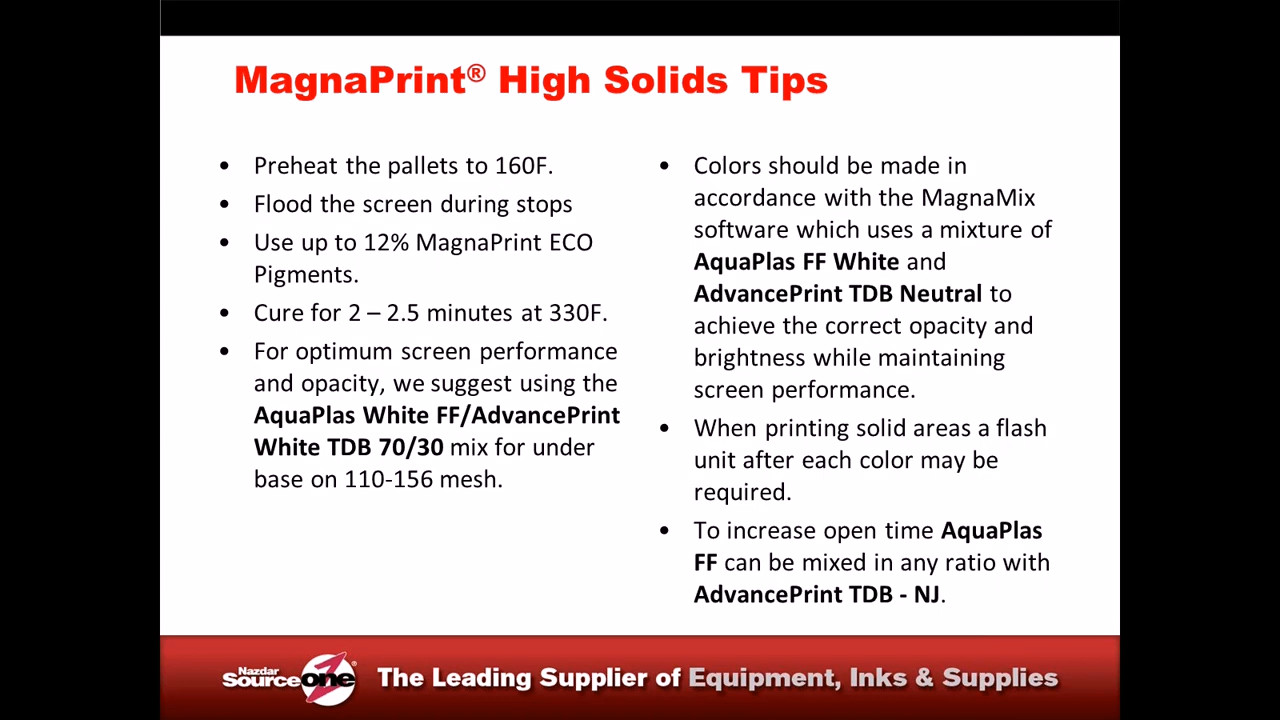 MagnaPrint® High Solids Tips
• Preheat the pallets to 160F.
• Flood the screen during stops
• Use up to 12% MagnaPrint ECO
Pigments.
• Cure for 2 – 2.5 minutes at 330F.
• For optimum screen performance
and opacity, we suggest using the
AquaPlas White FF/AdvancePrint
White TDB 70/30 mix for under
base on 110-156 mesh.
• Colors should be made in
accordance with the MagnaMix
software which uses a mixture of
AquaPlas FF White and
AdvancePrint TDB Neutral to
achieve the correct opacity and
brightness while maintaining
screen performance.
• When printing solid areas a flash
unit after each color may be
required.
• To increase open time AquaPlas
FF can be mixed in any ratio with
AdvancePrint TDB - NJ.
Nazdar
sourceone®
The Leading Supplier of Equipment, Inks & Supplies